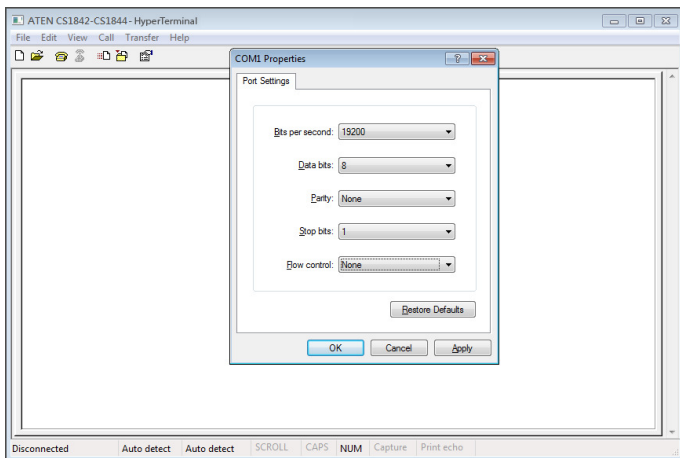 ATEN CS1842-CS1844 - HyperTerminal
File Edit View Call Transfer Help
COM1 Properties
Port Settings
Bits per second: 19200
Data bits: 8
Parity: None
Stop bits: 1
Flow control: None
Restore Defaults
OK Cancel Apply
Disconnected Auto detect Auto detect SCROLL CAPS NUM Capture Print echo